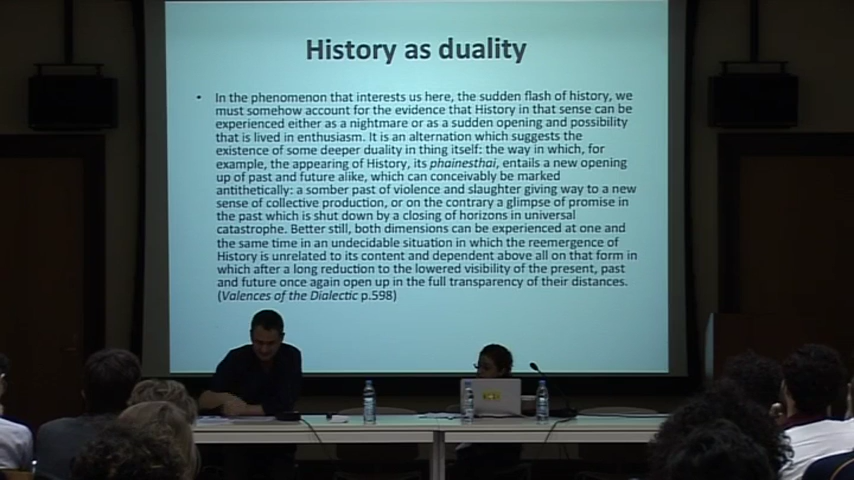 History as duality
• In the phenomenon that interests us here, the sudden flash of history, we
must somehow account for the evidence that History in that sense can be
experienced either as a nightmare or as a sudden opening and possibility
that is lived in enthusiasm. It is an alternation which suggests the
existence of some deeper duality in thing itself: the way in which, for
example, the appearing of History, its phainesthai, entails a new opening
up of past and future alike, which can conceivably be marked
antithetically: a somber past of violence and slaughter giving way to a new
sense of collective production, or on the contrary a glimpse of promise in
the past which is shut down by a closing of horizons in universal
catastrophe. Better still, both dimensions can be experienced at one and
the same time in an undecidable situation in which the reemergence of
History is unrelated to its content and dependent above all on that form in
which after a long reduction to the lowered visibility of the present, past
and future once again open up in the full transparency of their distances.
(Valences of the Dialectic p.598)